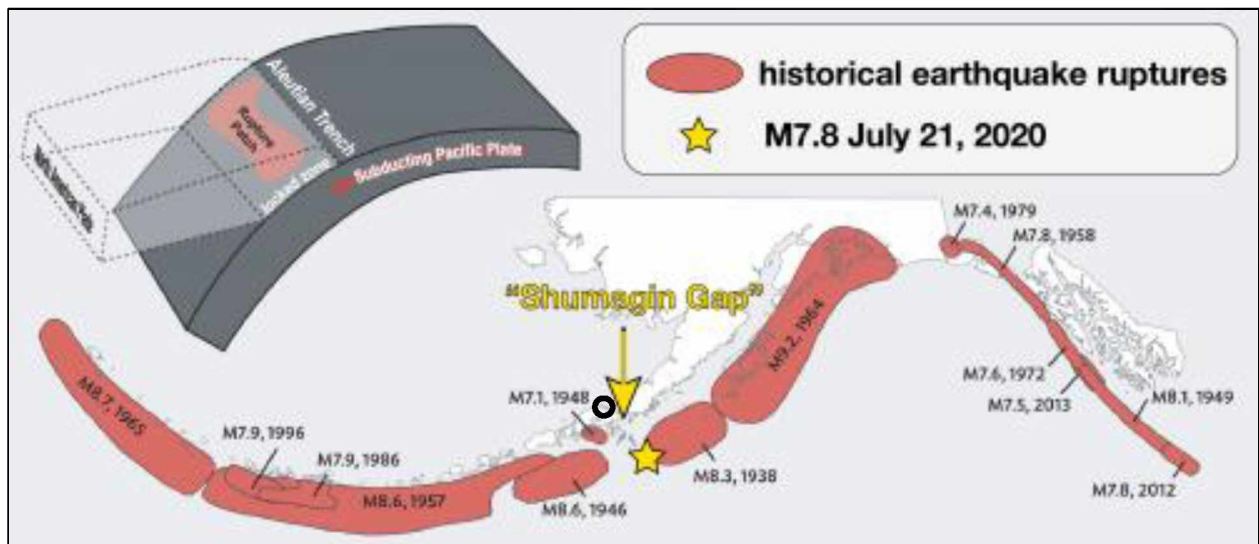 Aleutian Trench
Rupture
Patch
locked zone
Subducting Pacific Plate
historical earthquake ruptures
M7.8 July 21, 2020
"Shumagin Gap"
M7.4, 1979
M7.8, 1958
M9.2, 1964
M7.6, 1972
M7.5, 2013
M8.1, 1949
M7.8, 2012
M7.1, 1948
M8.7, 1965
M7.9, 1996
M7.9, 1986
M8.6, 1957
M8.6, 1946
M8.3, 1938